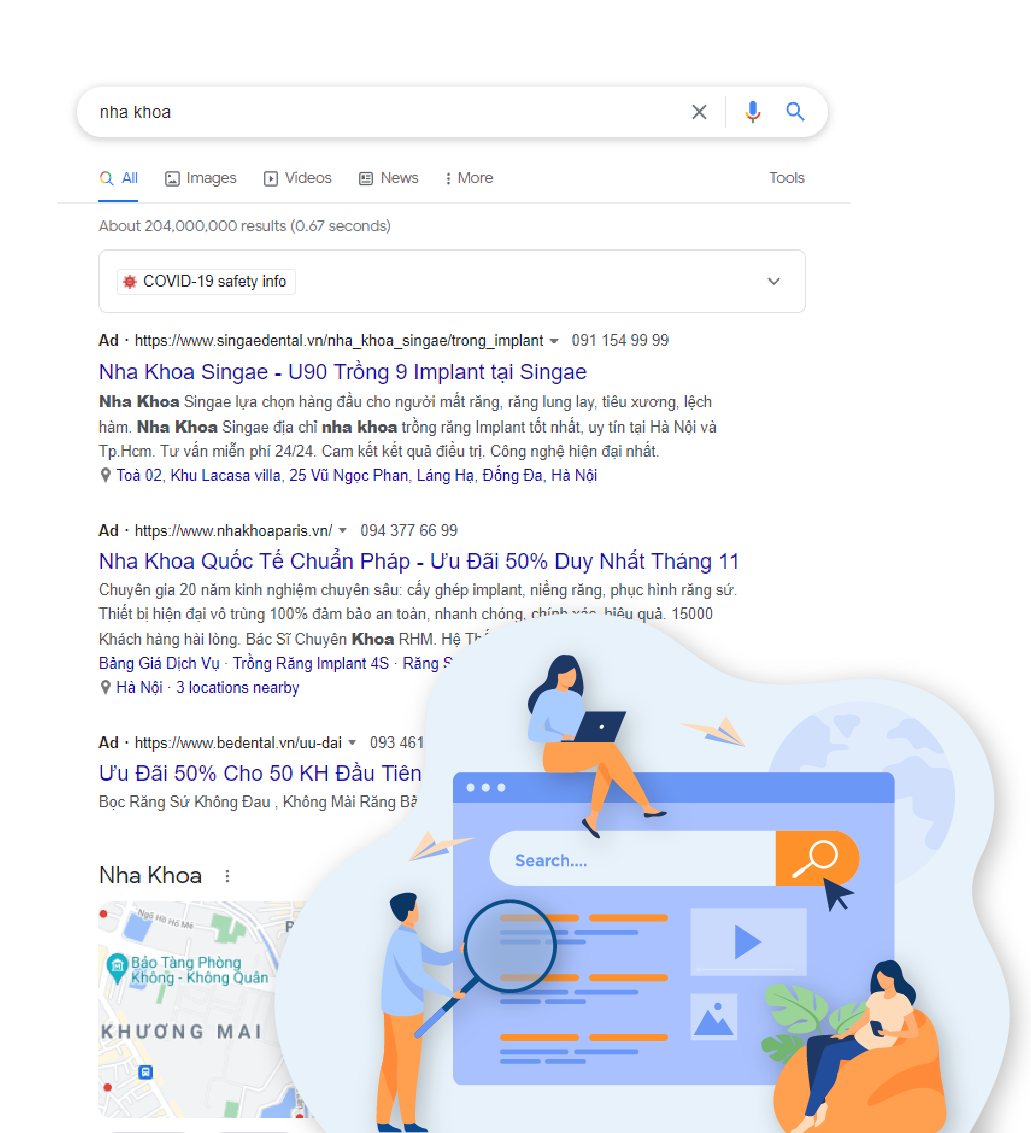 nha khoa
All Images Videos News More Tools
About 204,000,000 results (0.67 seconds)
COVID-19 safety info
Ad · https://www.singaedental.vn/nha_khoa_singae/trong_implant 091 154 99 99
Nha Khoa Singae - U90 Trồng 9 Implant tại Singae
Nha Khoa Singae lựa chọn hàng đầu cho người mất răng, răng lung lay, tiêu xương, lệch
hàm. Nha Khoa Singae địa chỉ nha khoa trồng răng Implant tốt nhất, uy tín tại Hà Nội và
Tp.Hcm. Tư vấn miễn phí 24/24. Cam kết kết quả điều trị. Công nghệ hiện đại nhất.
Toà 02, Khu Lacasa villa, 25 Vũ Ngọc Phan, Láng Hạ, Đống Đa, Hà Nội
Ad · https://www.nhakhoaparis.vn/ 094 377 66 99
Nha Khoa Quốc Tế Chuẩn Pháp - Ưu Đãi 50% Duy Nhất Tháng 11
Chuyên gia 20 năm kinh nghiệm chuyên sâu: cấy ghép implant, niềng răng, phục hình răng sứ.
Thiết bị hiện đại vô trùng 100% đảm bảo an toàn, nhanh chóng, chính xác, hiệu quả. 15000
Khách hàng hài lòng. Bác Sĩ Chuyên Khoa RHM. Hệ
Bảng Giá Dịch Vụ · Trồng Răng Implant 4S · Răng
Hà Nội · 3 locations nearby
Ad · https://www.bedental.vn/uu-dai 093 461
Ưu Đãi 50% Cho 50 KH Đầu Tiên
Bọc Răng Sứ Không Đau , Không Mài Răng
Search....
Nha Khoa
Ngõ Hồ Hố Mẻ
Bảo Tàng Phòng
Không - Không Quân
KHƯƠNG MAI